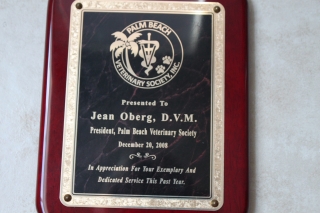 PALM BEACH
VETERINARY SOCIETY, INC.
Presented To
Jean Oberg, D.V.M.
President, Palm Beach Veterinary Society
December 20, 2008
In Appreciation For Your Exemplary And
Dedicated Service This Past Year.